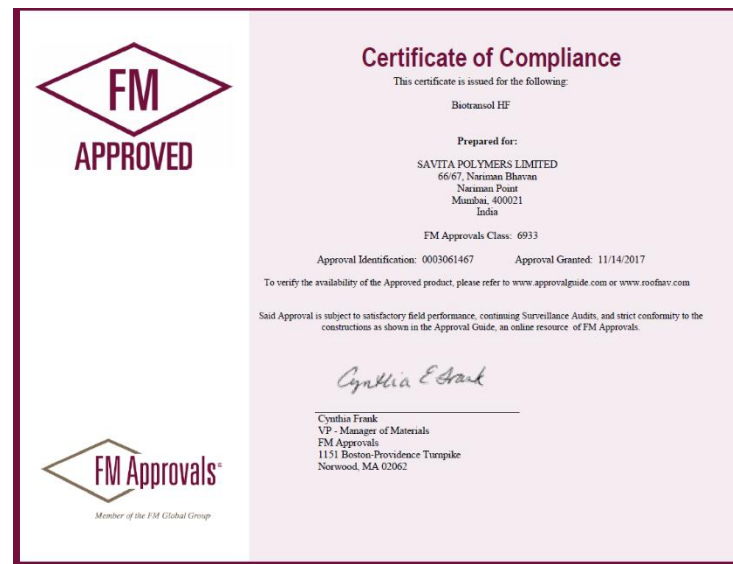 FM
APPROVED
Certificate of Compliance
This certificate is issued for the following:
Biotransol HF
Prepared for:
SAVITA POLYMERS LIMITED
66/67, Nariman Bhavan
Nariman Point
Mumbai, 400021
India
FM Approvals Class: 6933
Approval Identification: 0003061467 Approval Granted: 11/14/2017
To verify the availability of the Approved product, please refer to www.approvalguide.com or www.roofnav.com
Said Approval is subject to satisfactory field performance, continuing Surveillance Audits, and strict conformity to the
constructions as shown in the Approval Guide, an online resource of FM Approvals.
Cynthia E Frank
Cynthia Frank
VP - Manager of Materials
FM Approvals
1151 Boston-Providence Turnpike
Norwood, MA 02062
FM Approvals®
Member of the FM Global Group